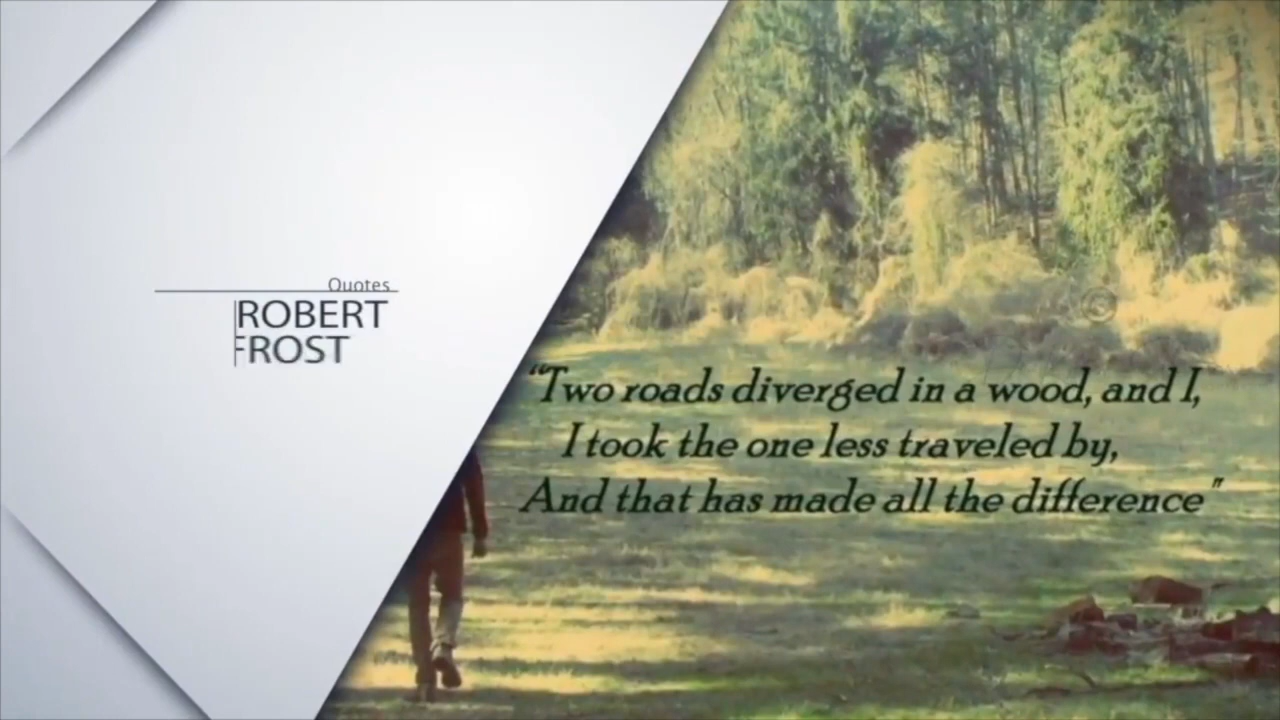 Quotes
ROBERT
FROST
“Two roads diverged in a wood, and I,
I took the one less traveled by,
And that has made all the difference"
©